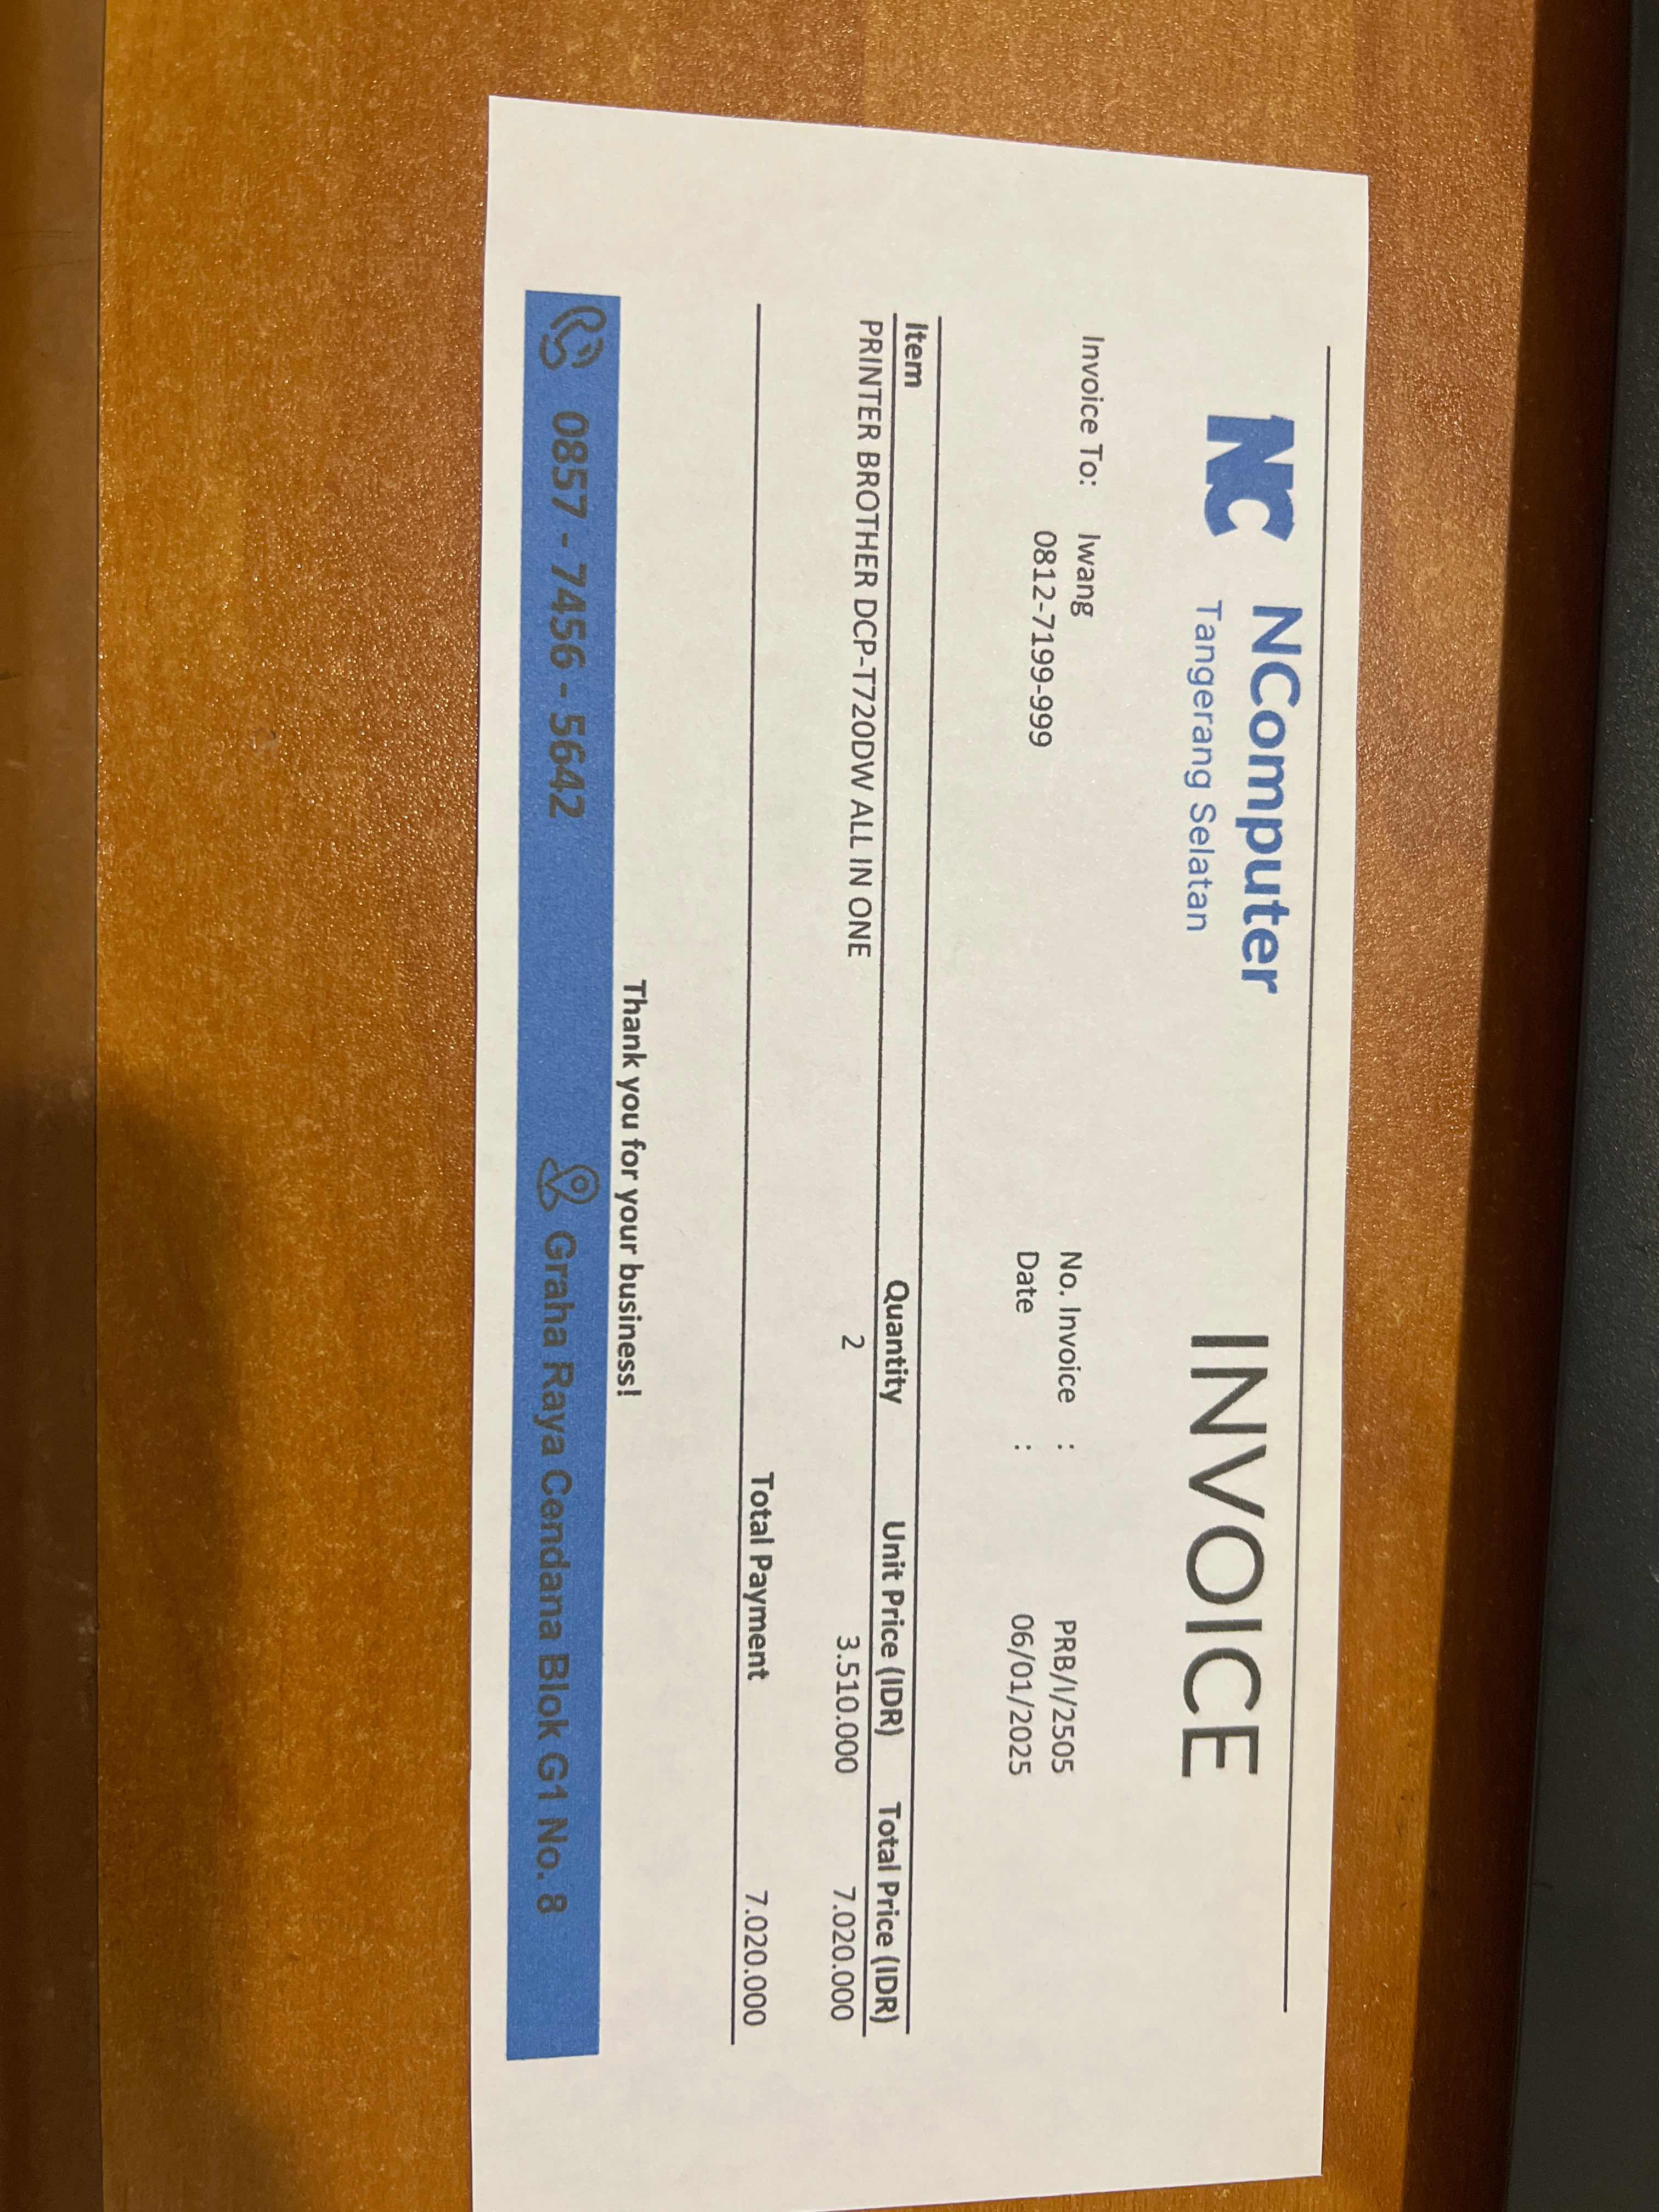 NC NComputer
Tangerang Selatan
INVOICE
Invoice To: Iwang
0812-7199-999
No. Invoice : PRB/I/2505
Date : 06/01/2025
Item Quantity Unit Price (IDR) Total Price (IDR)
PRINTER BROTHER DCP-T720DW ALL IN ONE 2 3.510.000 7.020.000
Total Payment 7.020.000
Thank you for your business!
0857 - 7456 - 5642 Graha Raya Cendana Blok G1 No. 8